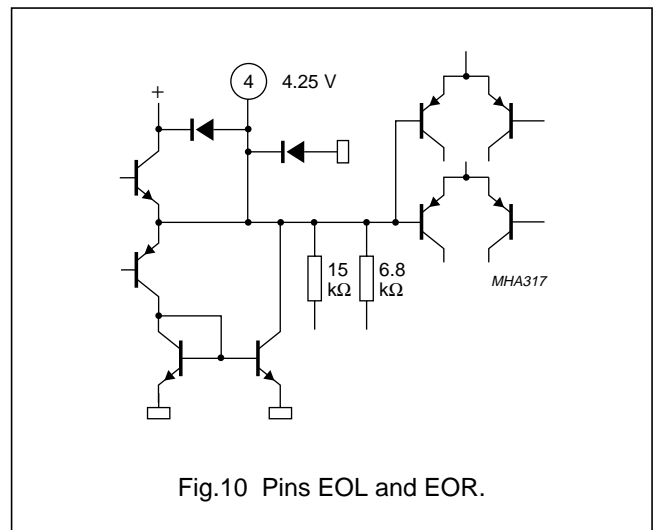 4 4.25 V
+
15 kΩ
6.8 kΩ
MHA317
Fig.10 Pins EOL and EOR.